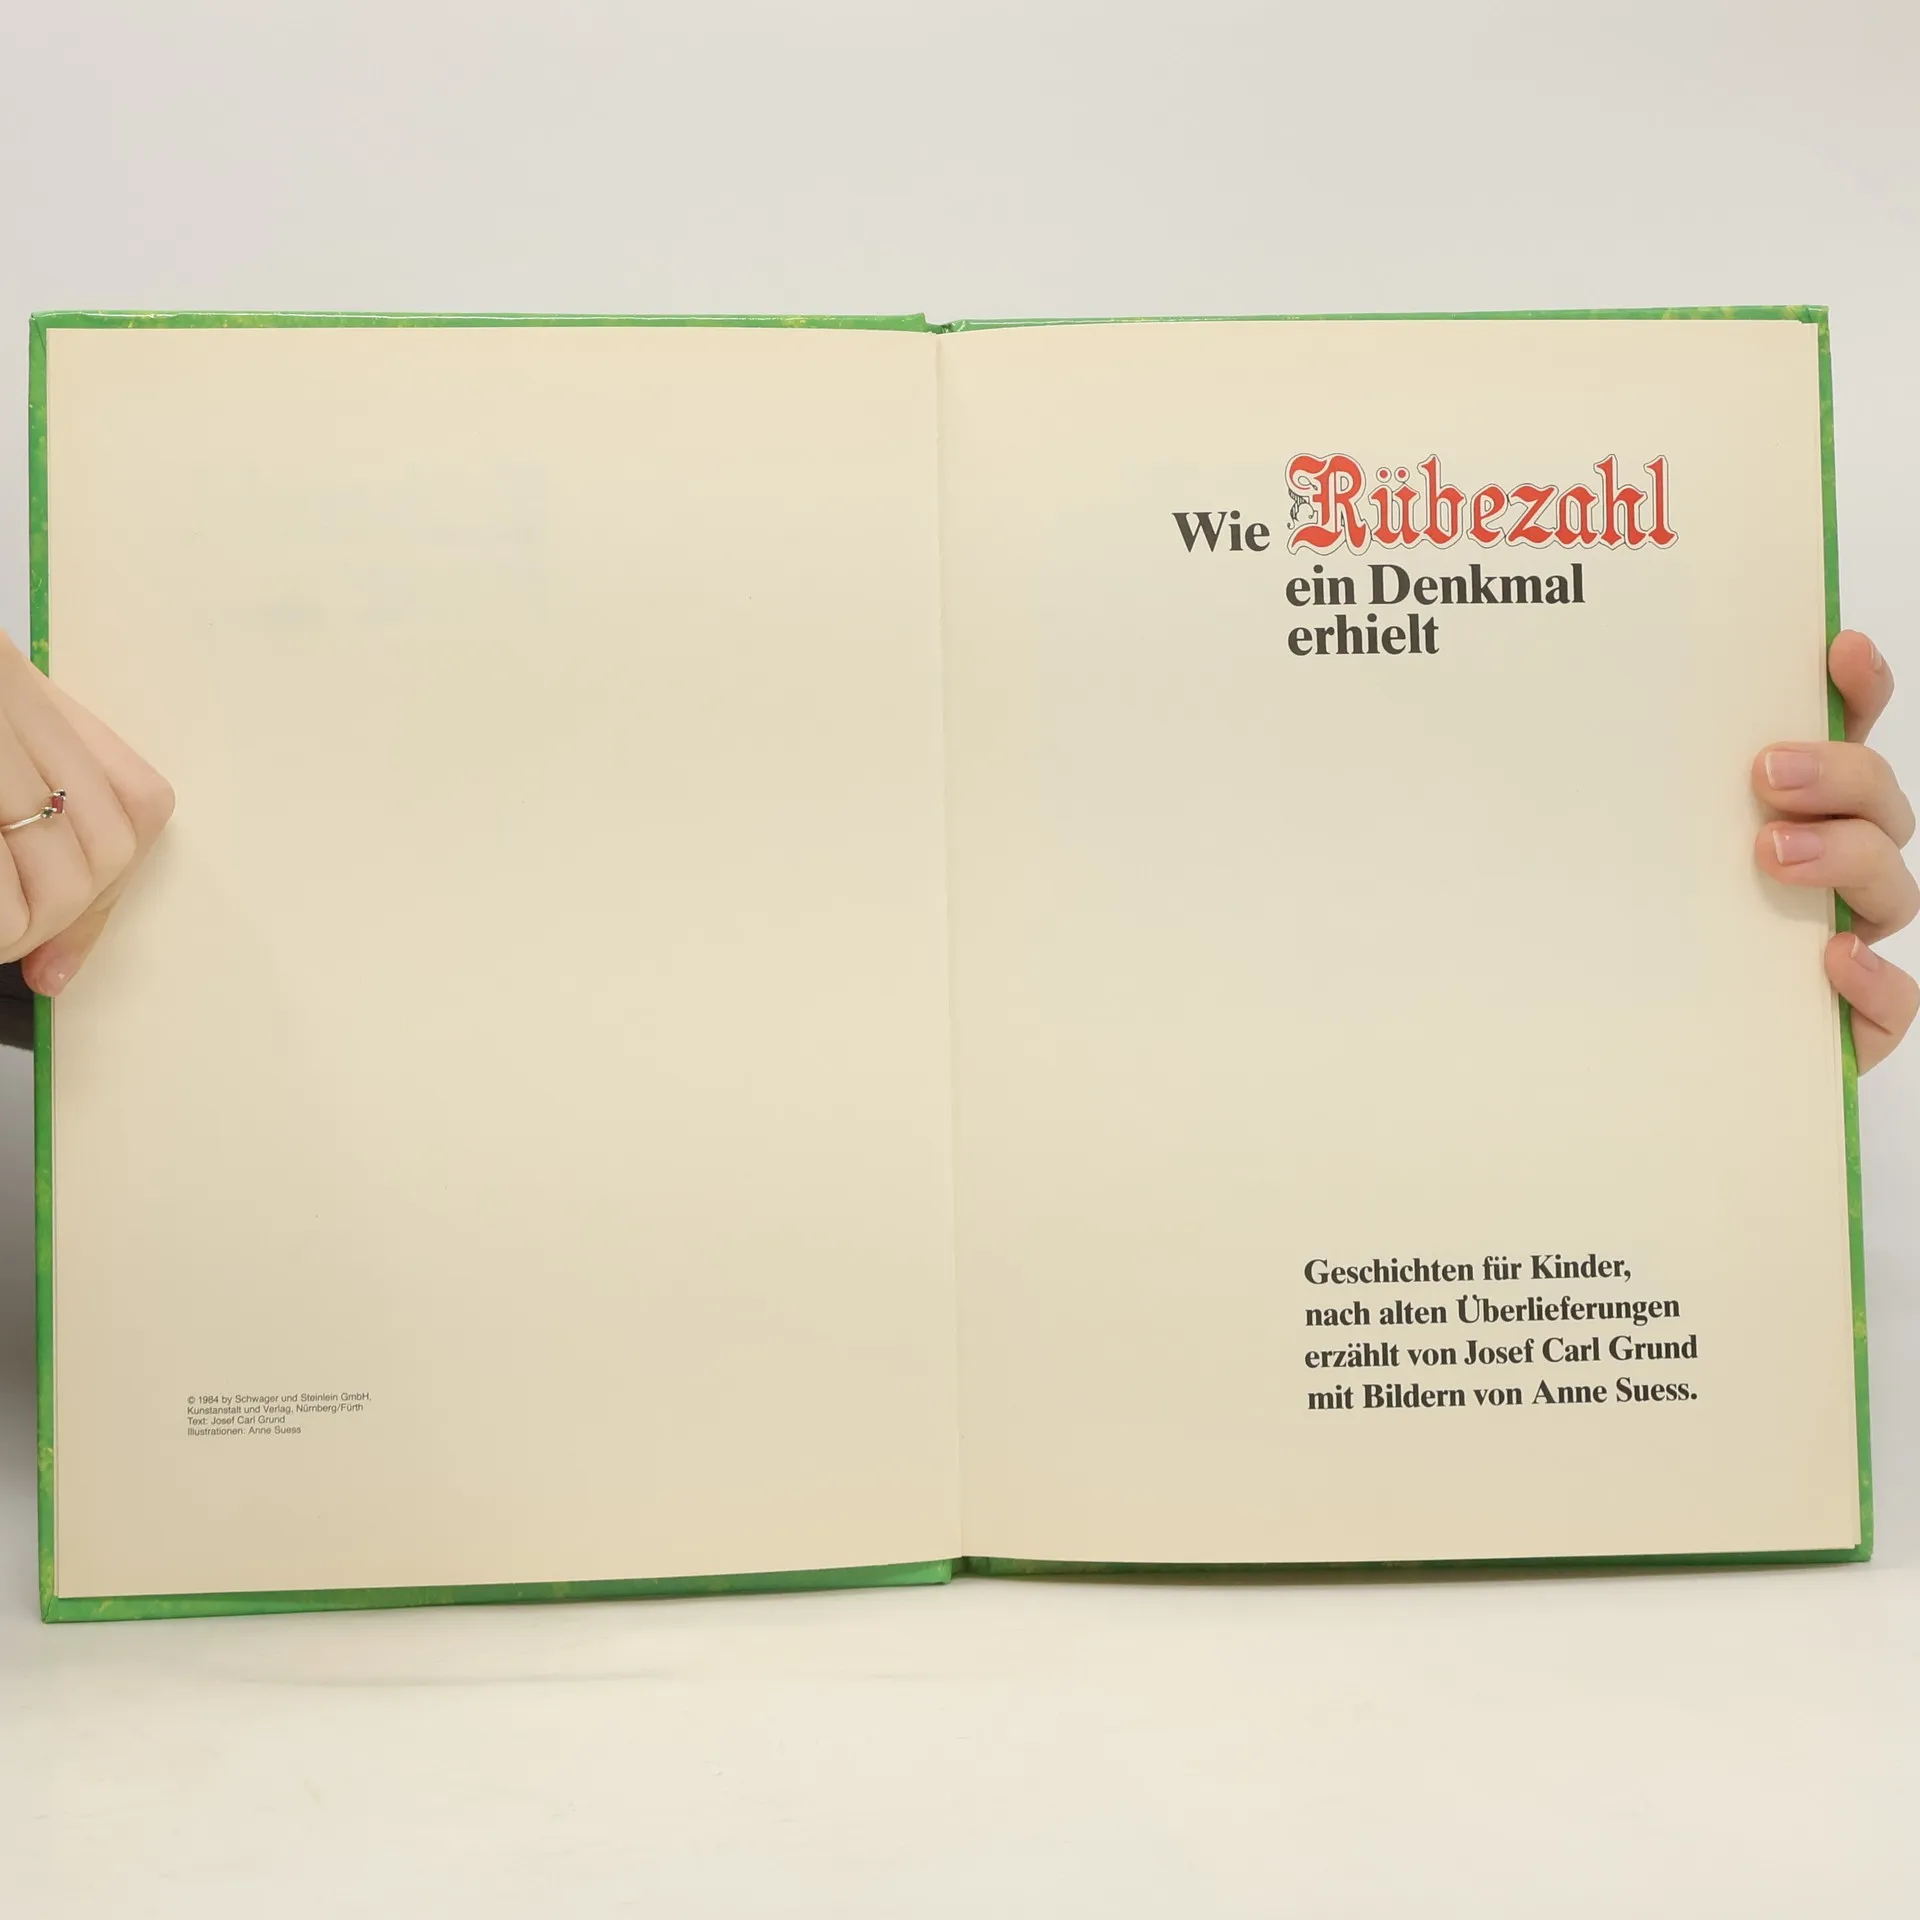 © 1984 by Schwager und Steinlein GmbH,
Kunstanstalt und Verlag, Nürnberg/Fürth
Text: Josef Carl Grund
Illustrationen: Anne Suess
Wie Rübezahl
ein Denkmal
erhielt
Geschichten für Kinder,
nach alten Überlieferungen
erzählt von Josef Carl Grund
mit Bildern von Anne Suess.